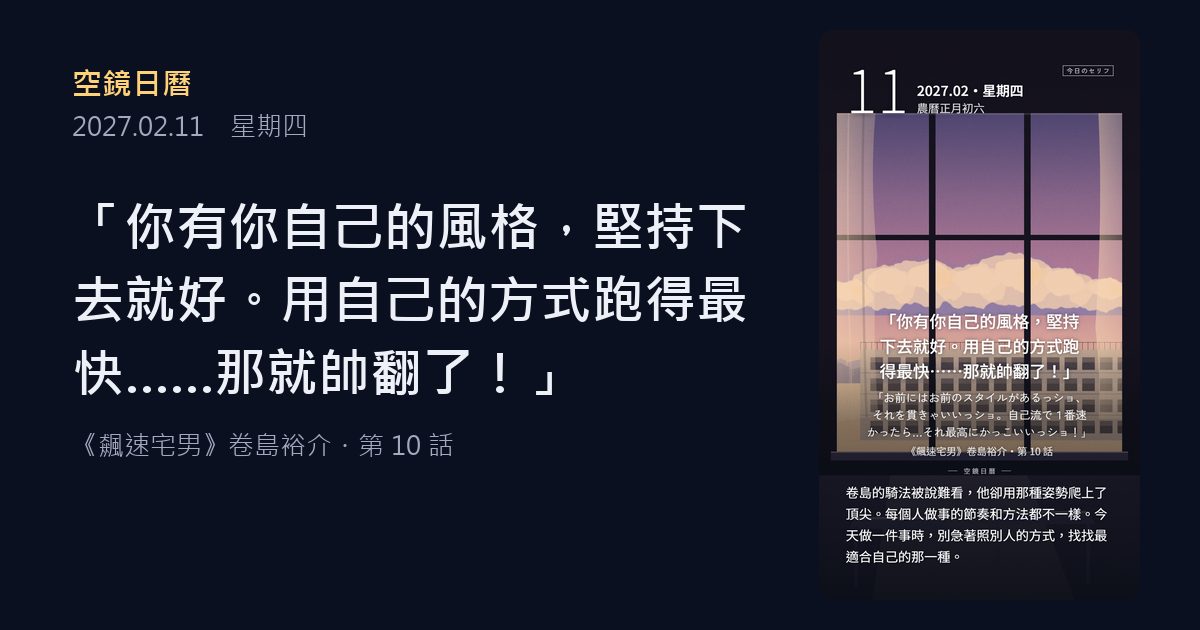 空鏡日曆
2027.02.11 星期四
「你有你自己的風格，堅持下
去就好。用自己的方式跑得最
快……那就帥翻了！」
《飆速宅男》卷島裕介・第 10 話
今日のセリフ
11
2027.02・星期四
農曆正月初六
「你有你自己的風格，堅持
下去就好。用自己的方式跑
得最快……那就帥翻了！」
「お前にはお前のスタイルがあるっショ、
それを貫きゃいいっショ。自己流で１番速
かったら…それ最高にかっこいいっショ！」
《飆速宅男》卷島裕介・第 10 話
— 空鏡日曆 —
卷島的騎法被說難看，他卻用那種姿勢爬上了
頂尖。每個人做事的節奏和方法都不一樣。今
天做一件事時，別急著照別人的方式，找找最
適合自己的那一種。